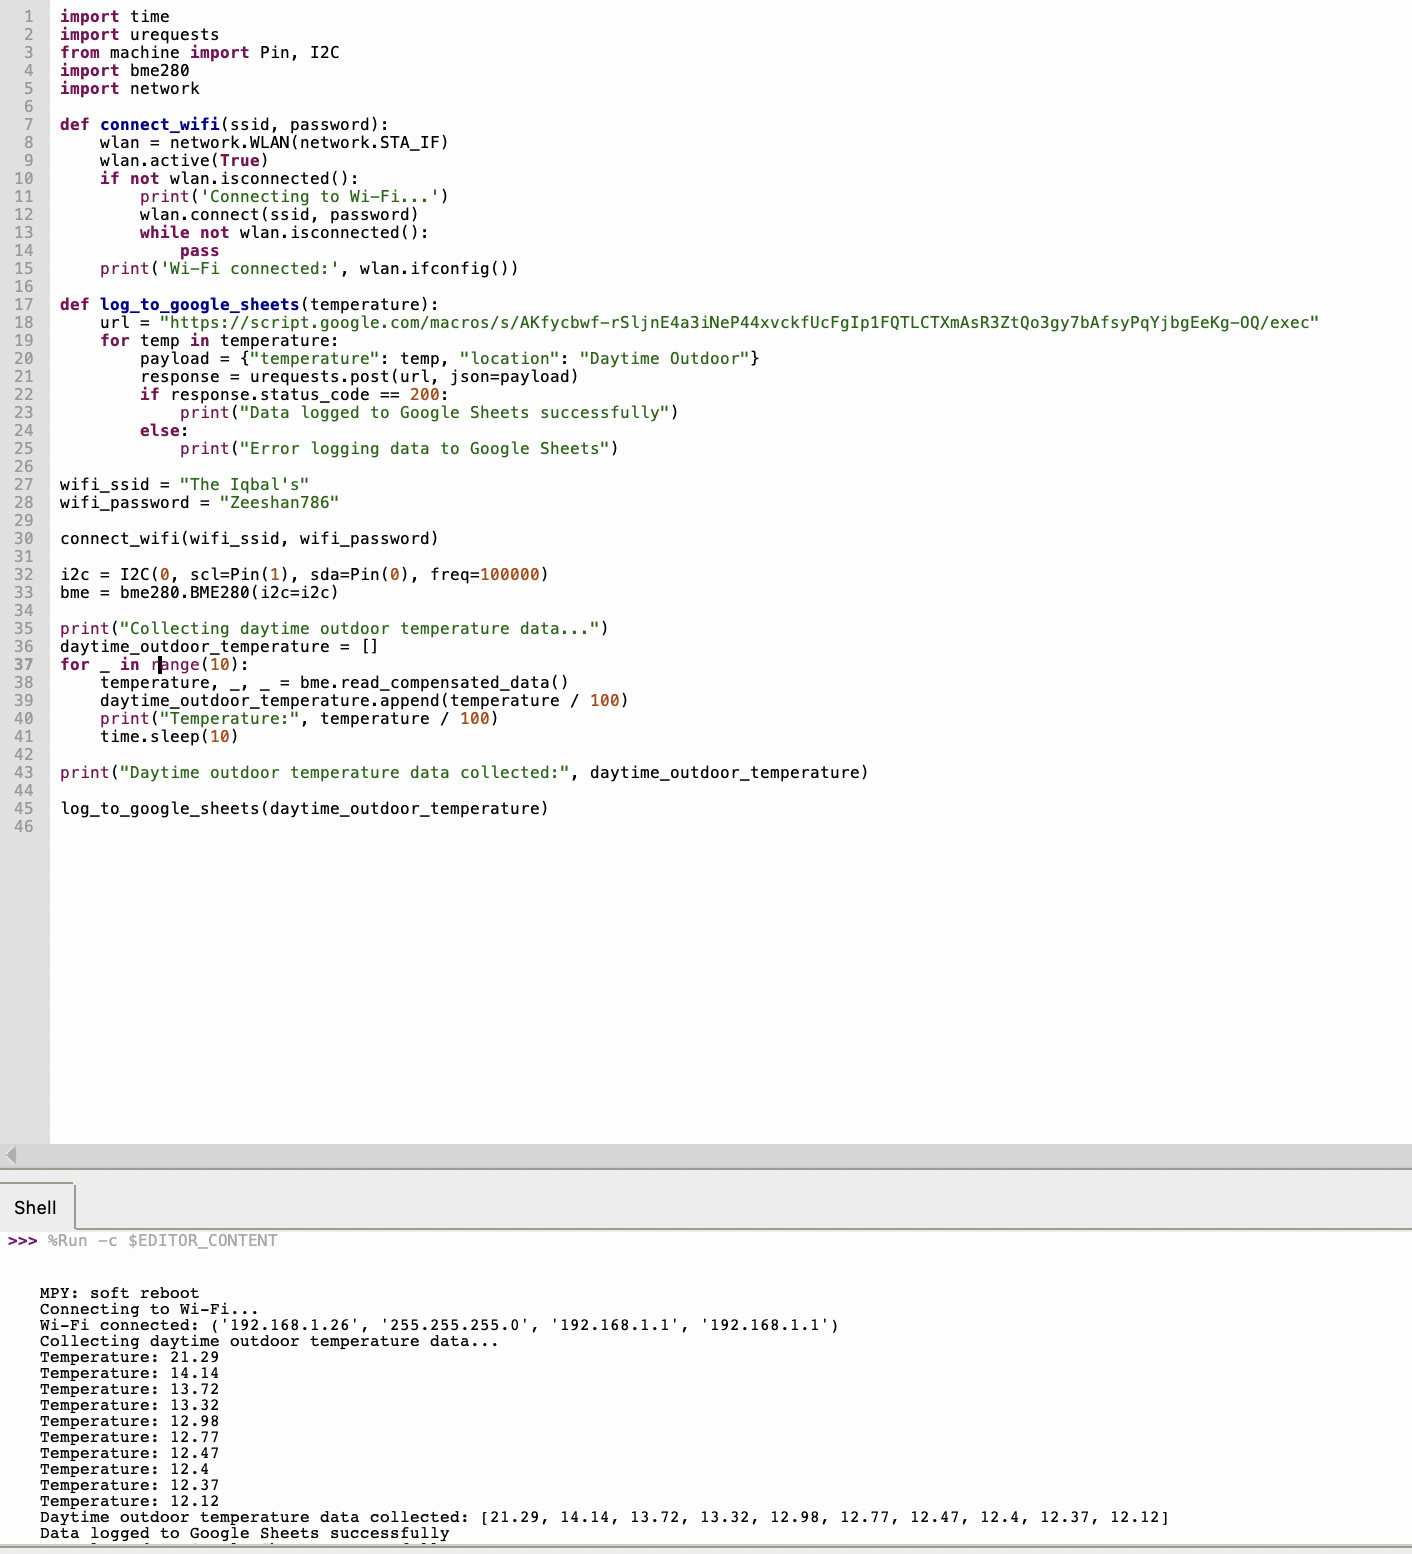 1 import time
2 import urequests
3 from machine import Pin, I2C
4 import bme280
5 import network
6
7 def connect_wifi(ssid, password):
8     wlan = network.WLAN(network.STA_IF)
9     wlan.active(True)
10     if not wlan.isconnected():
11         print('Connecting to Wi-Fi...')
12         wlan.connect(ssid, password)
13         while not wlan.isconnected():
14             pass
15     print('Wi-Fi connected:', wlan.ifconfig())
16
17 def log_to_google_sheets(temperature):
18     url = "https://script.google.com/macros/s/AKfycbwf-rSljnE4a3iNeP44xvckfUcFgIp1FQTLCTXmAsR3ZtQo3gy7bAfsyPqYjbgEeKg-OQ/exec"
19     for temp in temperature:
20         payload = {"temperature": temp, "location": "Daytime Outdoor"}
21         response = urequests.post(url, json=payload)
22         if response.status_code == 200:
23             print("Data logged to Google Sheets successfully")
24         else:
25             print("Error logging data to Google Sheets")
26
27 wifi_ssid = "The Iqbal's"
28 wifi_password = "Zeeshan786"
29
30 connect_wifi(wifi_ssid, wifi_password)
31
32 i2c = I2C(0, scl=Pin(1), sda=Pin(0), freq=100000)
33 bme = bme280.BME280(i2c=i2c)
34
35 print("Collecting daytime outdoor temperature data...")
36 daytime_outdoor_temperature = []
37 for _ in range(10):
38     temperature, _, _ = bme.read_compensated_data()
39     daytime_outdoor_temperature.append(temperature / 100)
40     print("Temperature:", temperature / 100)
41     time.sleep(10)
42
43 print("Daytime outdoor temperature data collected:", daytime_outdoor_temperature)
44
45 log_to_google_sheets(daytime_outdoor_temperature)
46
Shell
>>> %Run -c $EDITOR_CONTENT
MPY: soft reboot
Connecting to Wi-Fi...
Wi-Fi connected: ('192.168.1.26', '255.255.255.0', '192.168.1.1', '192.168.1.1')
Collecting daytime outdoor temperature data...
Temperature: 21.29
Temperature: 14.14
Temperature: 13.72
Temperature: 13.32
Temperature: 12.98
Temperature: 12.77
Temperature: 12.47
Temperature: 12.4
Temperature: 12.37
Temperature: 12.12
Daytime outdoor temperature data collected: [21.29, 14.14, 13.72, 13.32, 12.98, 12.77, 12.47, 12.4, 12.37, 12.12]
Data logged to Google Sheets successfully